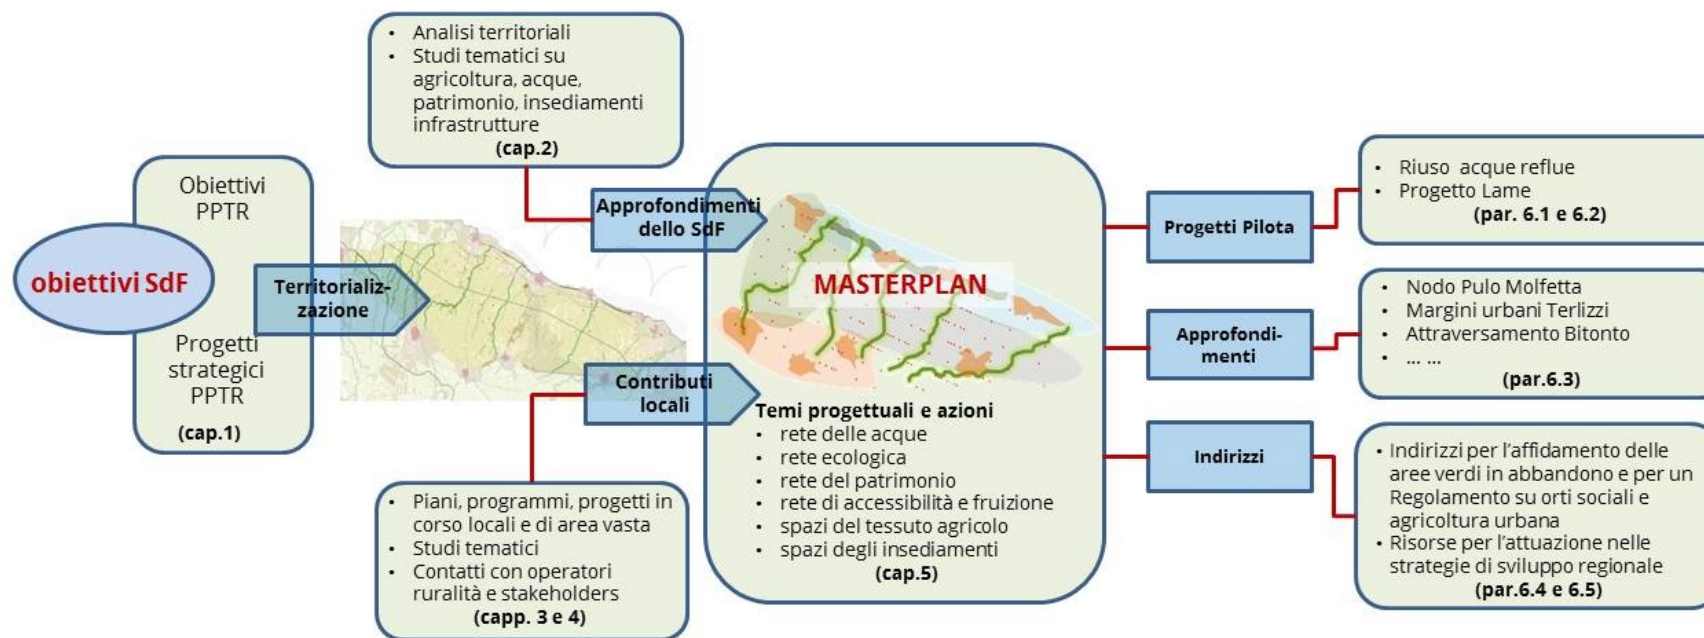 obiettivi SdF
Obiettivi
PPTR
Progetti
strategici
PPTR
(cap.1)
Territorializ-
zazione
• Analisi territoriali
• Studi tematici su
agricoltura, acque,
patrimonio, insediamenti
infrastrutture
(cap.2)
Approfondimenti
dello SdF
Contributi
locali
• Piani, programmi, progetti in
corso locali e di area vasta
• Studi tematici
• Contatti con operatori
ruralità e stakeholders
(capp. 3 e 4)
MASTERPLAN
Temi progettuali e azioni
• rete delle acque
• rete ecologica
• rete del patrimonio
• rete di accessibilità e fruizione
• spazi del tessuto agricolo
• spazi degli insediamenti
(cap.5)
Progetti Pilota
• Riuso acque reflue
• Progetto Lame
(par. 6.1 e 6.2)
Approfondi-
menti
• Nodo Pulo Molfetta
• Margini urbani Terlizzi
• Attraversamento Bitonto
• ... ...
(par.6.3)
Indirizzi
• Indirizzi per l'affidamento delle
aree verdi in abbandono e per un
Regolamento su orti sociali e
agricoltura urbana
• Risorse per l'attuazione nelle
strategie di sviluppo regionale
(par.6.4 e 6.5)